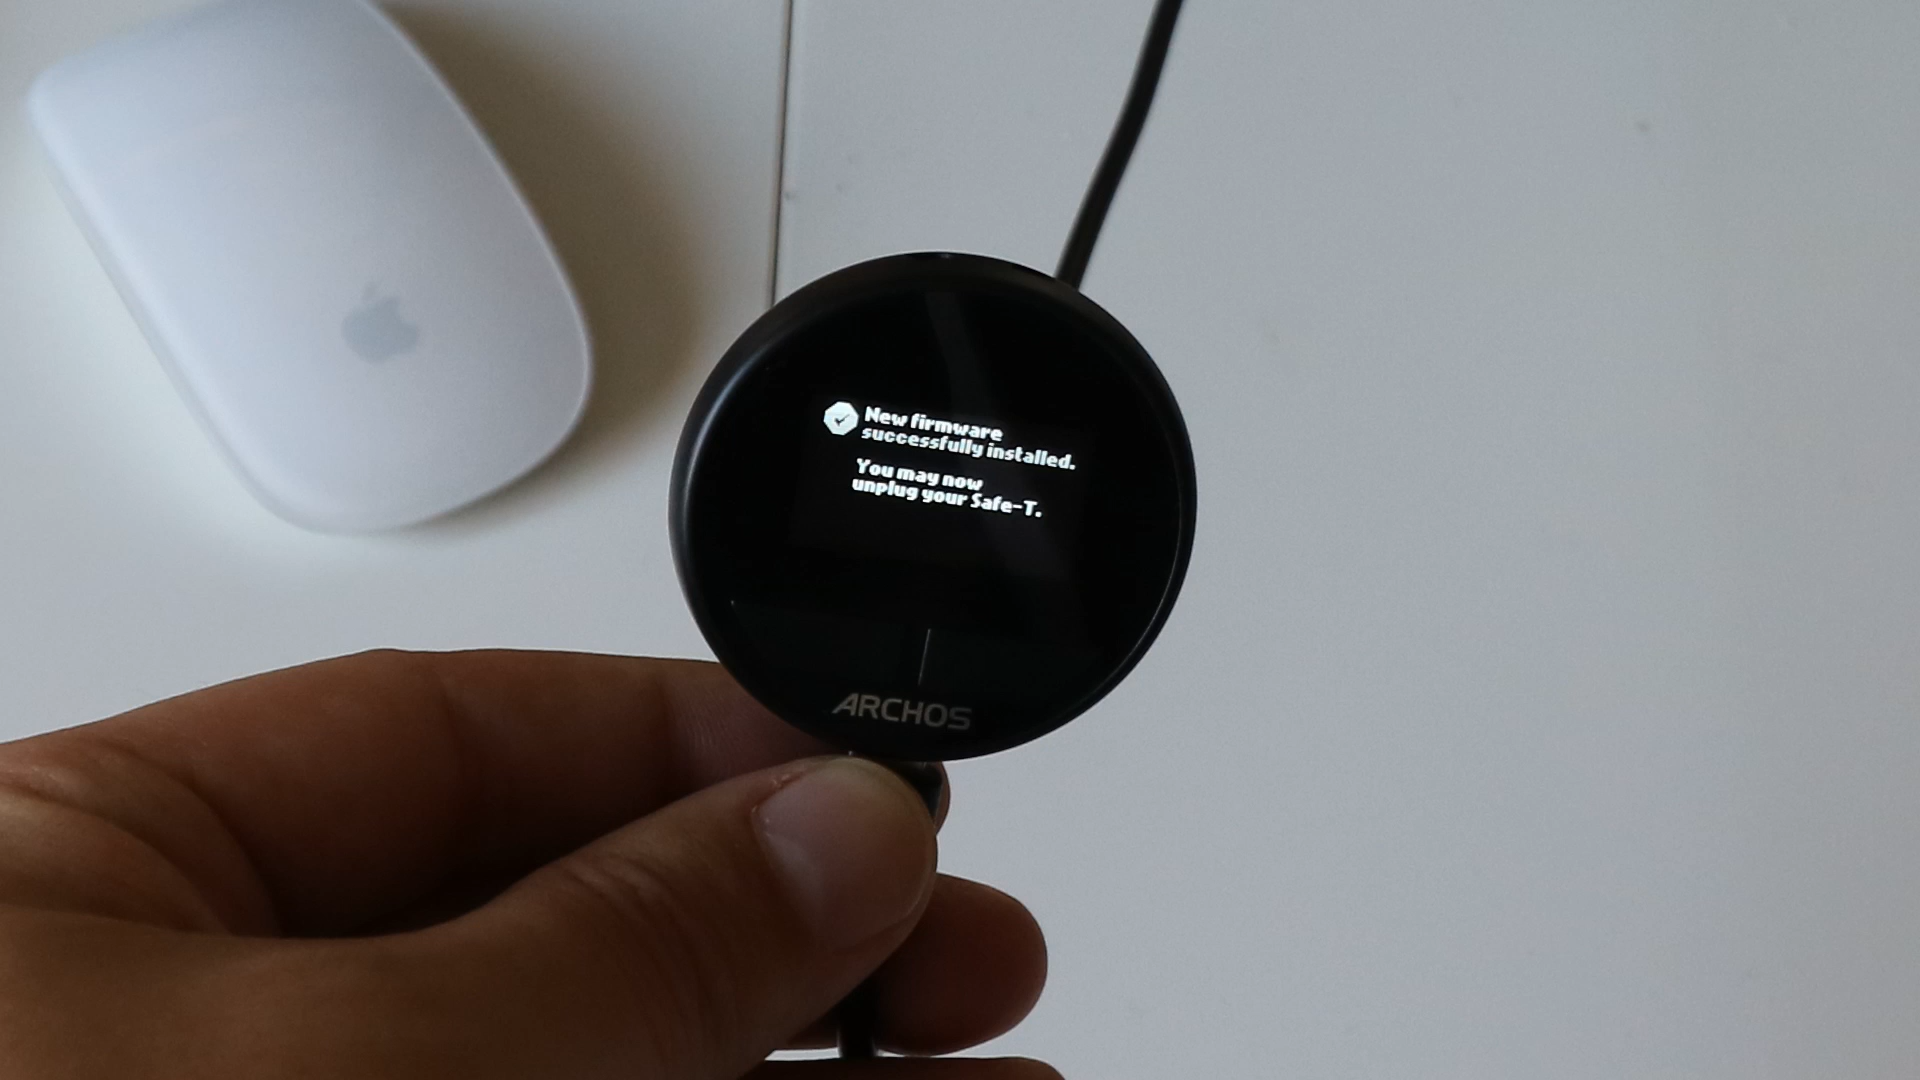 New firmware
successfully installed.
You may now
unplug your Safe-T.
ARCHOS